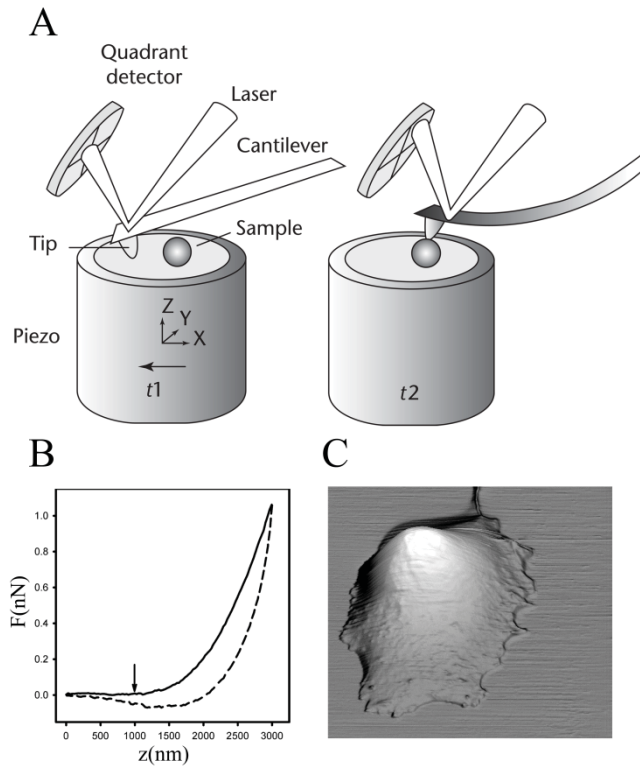 A
Quadrant
detector
Laser
Cantilever
Tip
Sample
Piezo
Z
Y
X
t1
t2
B
C
F(nN)
1.0
0.8
0.6
0.4
0.2
0.0
0 500 1000 1500 2000 2500 3000
z(nm)